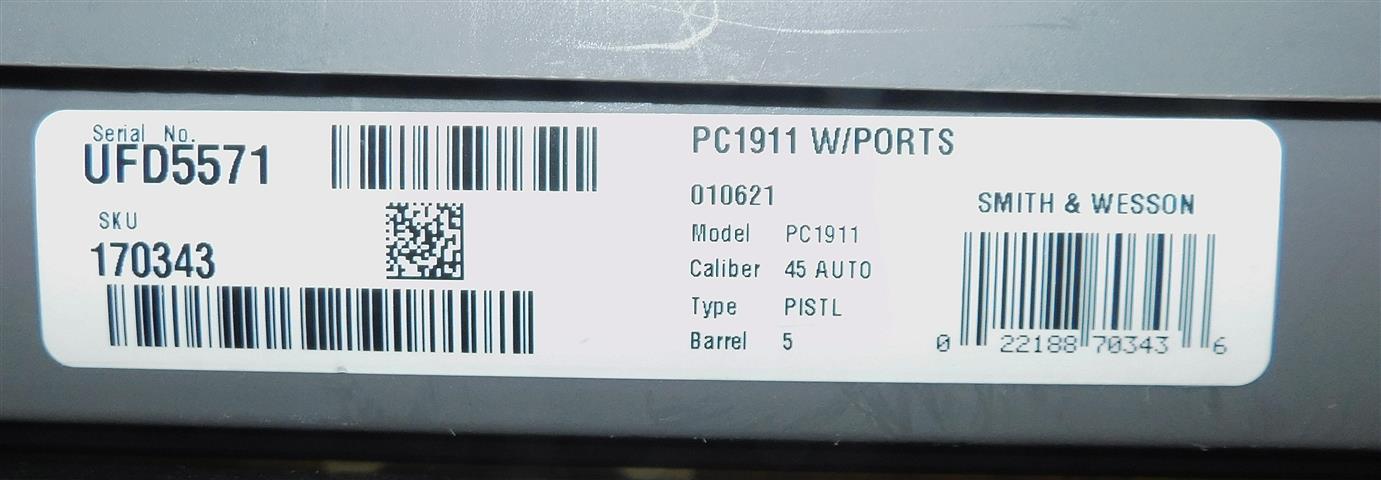 Serial No.
UFD5571
SKU
170343
PC1911 W/PORTS
010621
Model PC1911
Caliber 45 AUTO
Type PISTL
Barrel 5
SMITH & WESSON
0 22188 70343 6